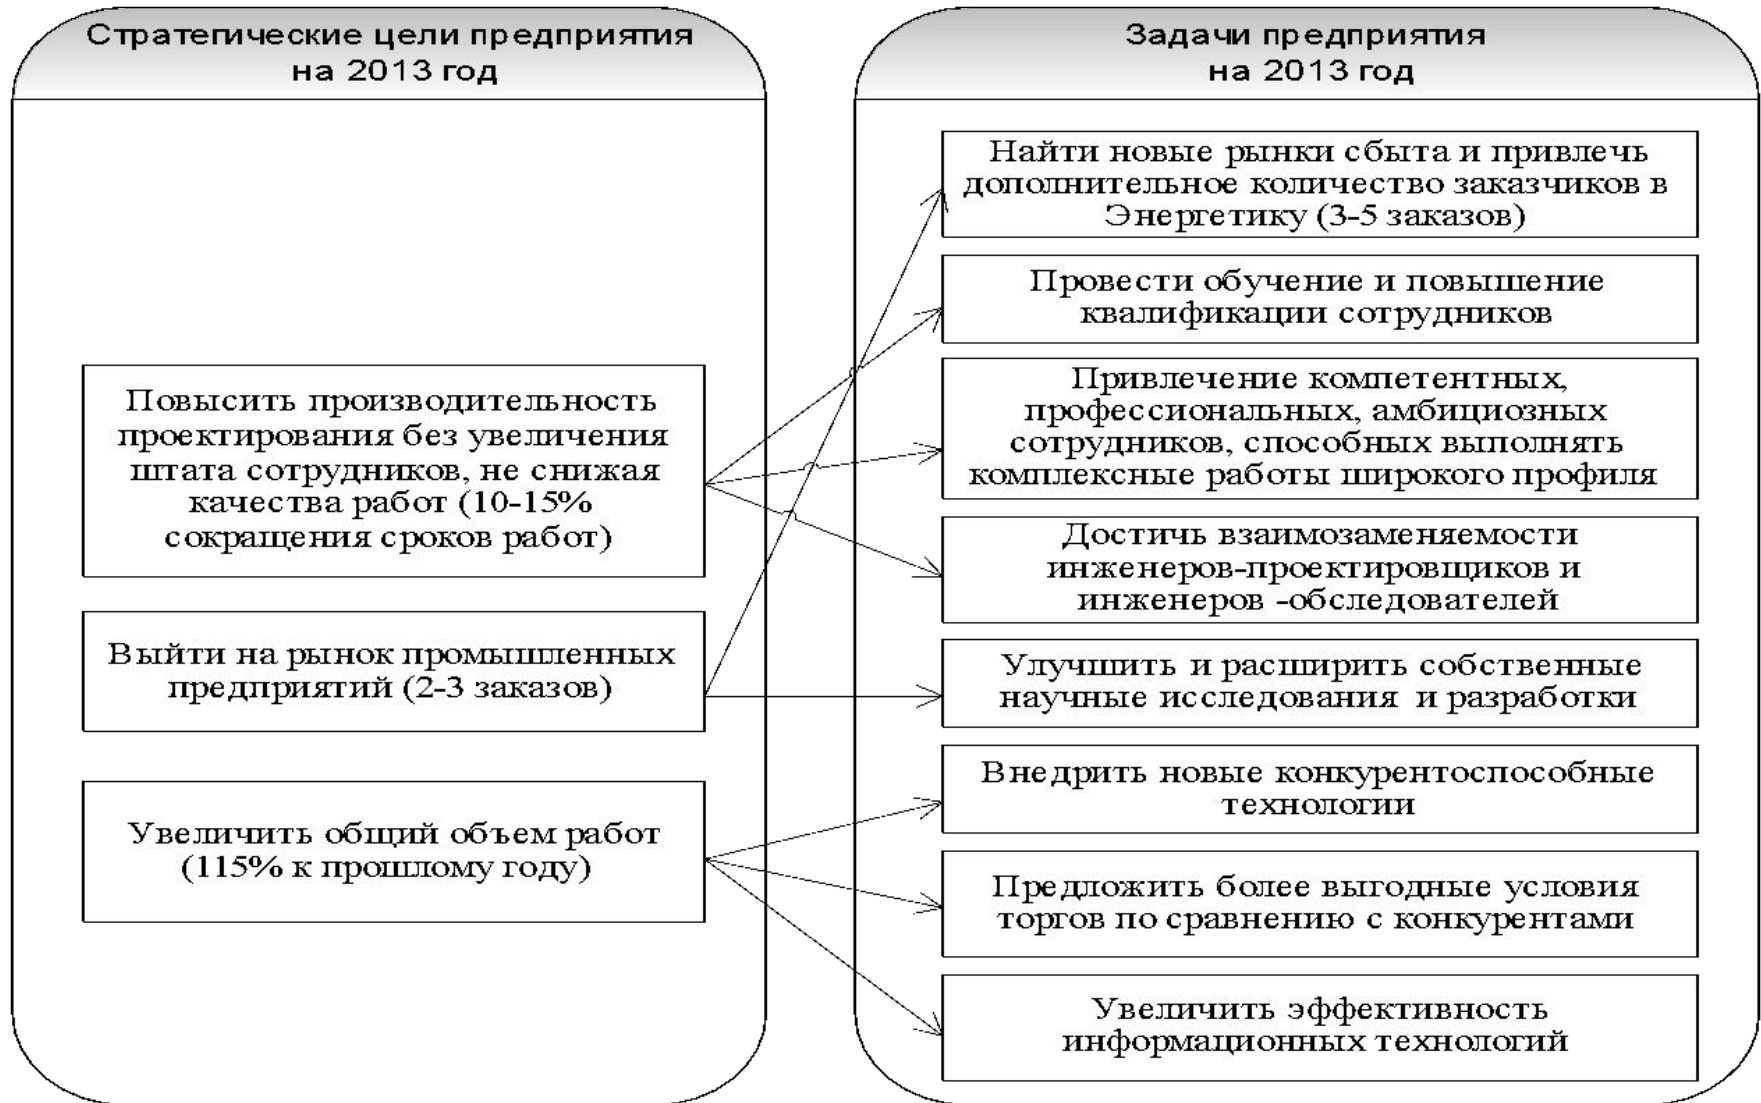 Стратегические цели предприятия
на 2013 год
Повысить производительность
проектирования без увеличения
штата сотрудников, не снижая
качества работ (10-15%
сокращения сроков работ)
Выйти на рынок промышленных
предприятий (2-3 заказов)
Увеличить общий объем работ
(115% к прошлому году)
Задачи предприятия
на 2013 год
Найти новые рынки сбыта и привлечь
дополнительное количество заказчиков в
Энергетику (3-5 заказов)
Провести обучение и повышение
квалификации сотрудников
Привлечение компетентных,
профессиональных, амбициозных
сотрудников, способных выполнять
комплексные работы широкого профиля
Достичь взаимозаменяемости
инженеров-проектировщиков и
инженеров -обследователей
Улучшить и расширить собственные
научные исследования и разработки
Внедрить новые конкурентоспособные
технологии
Предложить более выгодные условия
торгов по сравнению с конкурентами
Увеличить эффективность
информационных технологий